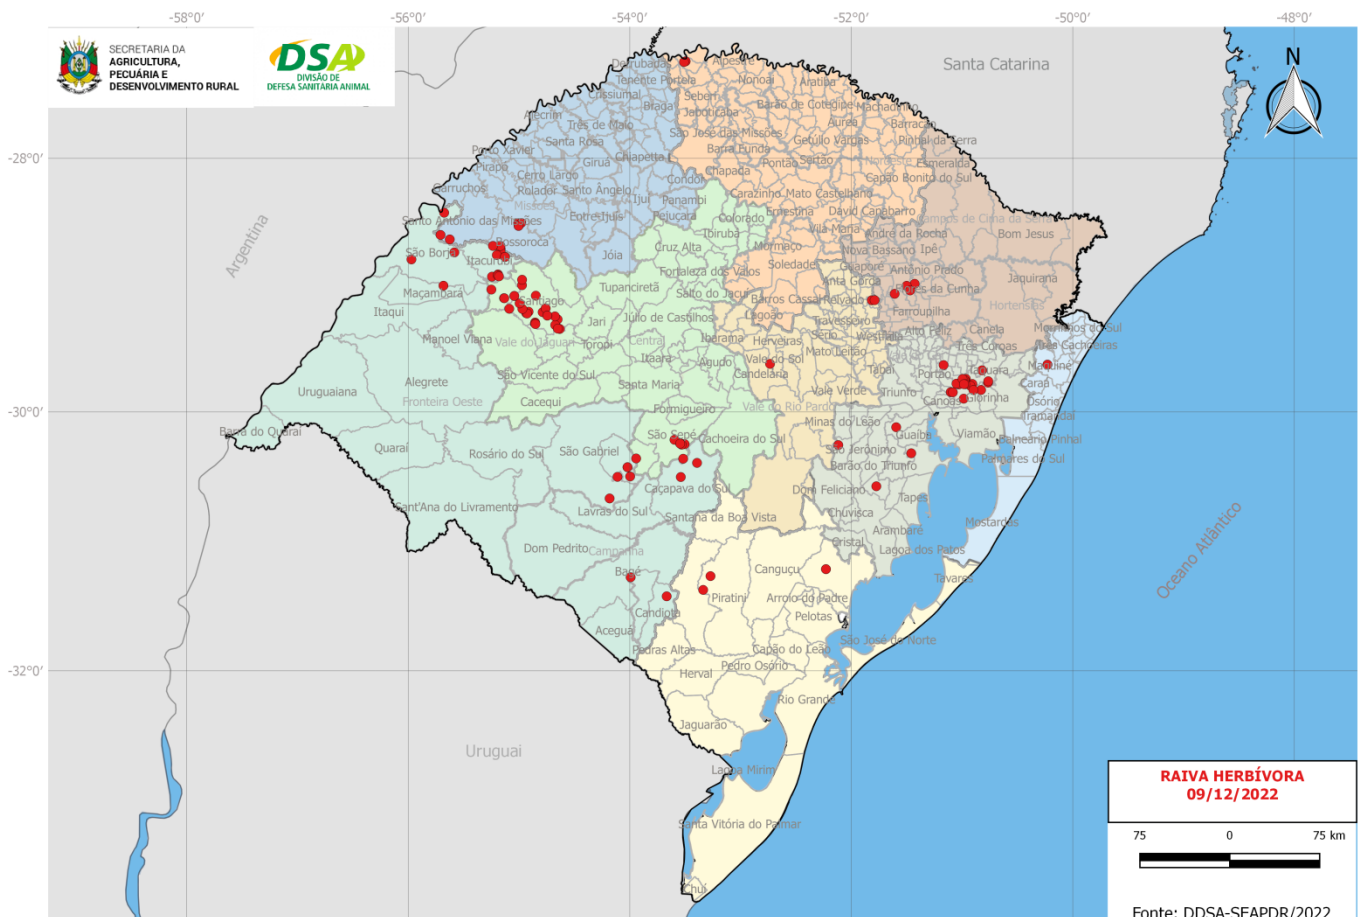 -58°0′
-56°0′
-54°0′
-52°0′
-50°0′
-48°0′
SECRETARIA DA
AGRICULTURA,
PECUÁRIA E
DESENVOLVIMENTO RURAL
DSA
DIVISÃO DE
DEFESA SANITÁRIA ANIMAL
Santa Catarina
N
Derrubadas
Alpestre
Tenente Portela
Nonoai
Aratiba
Crissiumal
Seberi
Braga
Jaboticaba
Barão de Cotegipe
Machadinho
Alecrim
Três de Maio
São José das Missões
Aurea
Barracão
Santa Rosa
Getúlio Vargas
Pinhal da Serra
Porto Xavier
Barra Funda
-28°0′
Chiapetta
Giruá
Pontão
Sertão
Nordeste
Esmeralda
Pirapó
Cerro Largo
Chapada
Capão Bonito do Sul
Garruchos
Rolador
Santo Ângelo
Condor
Carazinho
Mato Castelhano
Missões
Ijuí
Panambi
Ernestina
David Canabarro
Santo Antônio das Missões
Entre-Ijuís
Pejuçara
Colorado
Campos de Cima da Serra
Ibirubá
Vila Maria
André da Rocha
Bom Jesus
Bossoroca
Cruz Alta
Mormaço
Nova Bassano
Ipê
São Borja
Itacurubi
Jóia
Soledade
Guaporé
Antônio Prado
Fortaleza dos Valos
Anta Gorda
Jaquirana
Maçambará
Tupanciretã
Salto do Jacuí
Barros Cassal
Relvado
Flores da Cunha
Santiago
Hortensias
Itaqui
Júlio de Castilhos
Lagoão
Travesseiro
Farroupilha
Jari
Sério
Alto Feliz
Canela
Morrinhos do Sul
Manoel Viana
Vale do Jaguari
Toropi
Central
Ibarama
Herveiras
Westfália
Três Coroas
Três Cachoeiras
Itaara
Agudo
Vale do Sol
Mato Leitão
São Vicente do Sul
Candelária
Tabaí
Portão
Taquara
Maquiné
Alegrete
Santa Maria
Caraá
Uruguaiana
Fronteira Oeste
Cacequi
Vale Verde
Triunfo
Canoas
Glorinha
Osório
Formigueiro
Vale do Rio Pardo
-30°0′
Tramandaí
Barra do Quaraí
São Sepé
Cachoeira do Sul
Minas do Leão
Guaíba
Viamão
Balneário Pinhal
Quaraí
Rosário do Sul
São Gabriel
São Jerônimo
Palmares do Sul
Barão do Triunfo
Caçapava do Sul
Dom Feliciano
Sant'Ana do Livramento
Lavras do Sul
Tapes
Santana da Boa Vista
Chuvisca
Mostardas
Arambaré
Dom Pedrito
Campanha
Cristal
Lagoa dos Patos
Bagé
Canguçu
Tavares
Candiota
Piratini
Arroio do Padre
Pelotas
Aceguá
São José do Norte
Pedras Altas
Capão do Leão
-32°0′
Pedro Osório
Herval
Rio Grande
Jaguarão
Lagoa Mirim
Santa Vitória do Palmar
Chuí
Argentina
Uruguai
Oceano Atlântico
RAIVA HERBÍVORA
09/12/2022
75 0 75 km
Fonte: DDSA-SEAPDR/2022